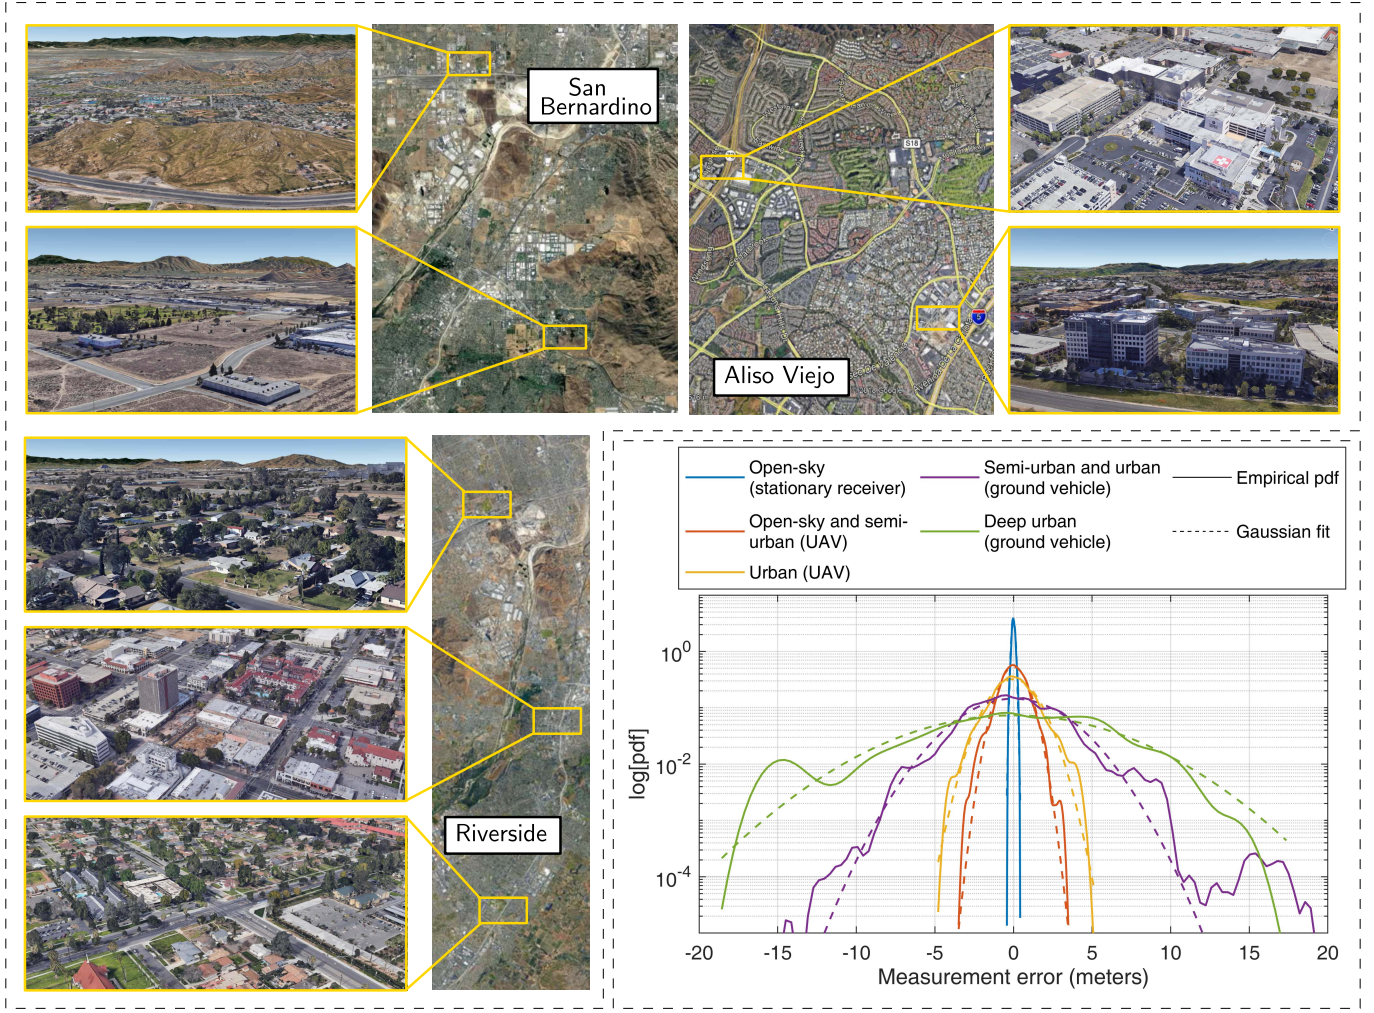 San
Bernardino
S18
5
Aliso Viejo
Riverside
Open-sky
(stationary receiver)
Open-sky and semi-
urban (UAV)
Urban (UAV)
Semi-urban and urban
(ground vehicle)
Deep urban
(ground vehicle)
Empirical pdf
Gaussian fit
log[pdf]
10^0
10^-2
10^-4
-20 -15 -10 -5 0 5 10 15 20
Measurement error (meters)